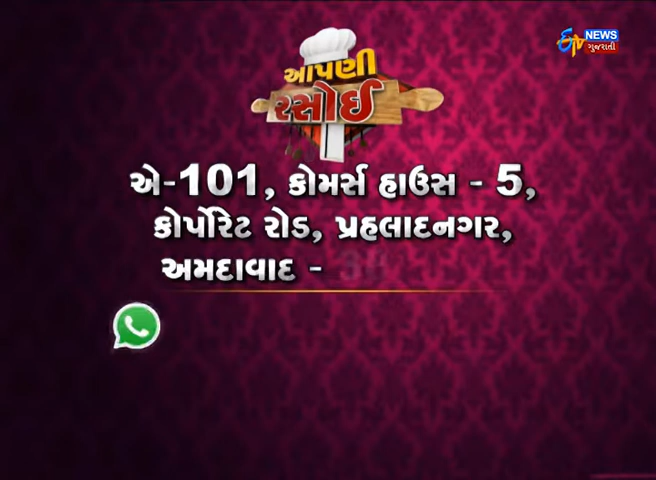 ETV NEWS
ગુજરાતી
આપણી
રસોઈ
એ-101, કોમર્સ હાઉસ - 5,
કોર્પોરેટ રોડ, પ્રહલાદનગર,
અમદાવાદ -